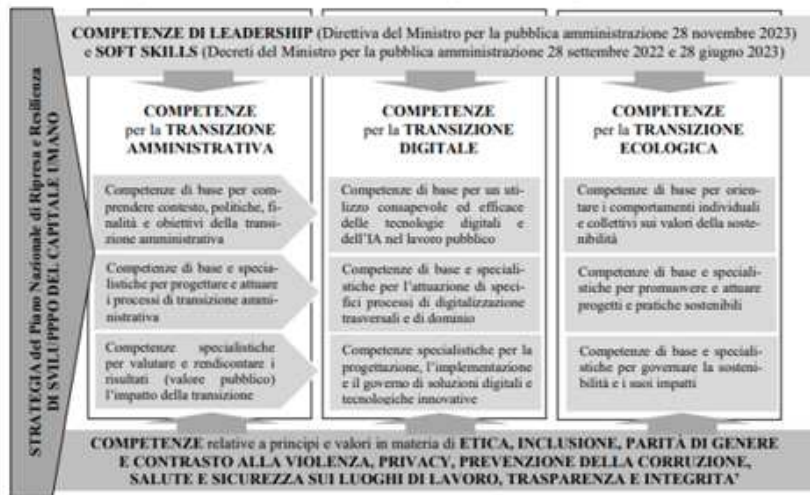 STRATEGIA del Piano Nazionale di Ripresa e Resilienza
DI SVILUPPPO DEL CAPITALE UMANO
COMPETENZE DI LEADERSHIP (Direttiva del Ministro per la pubblica amministrazione 28 novembre 2023)
e SOFT SKILLS (Decreti del Ministro per la pubblica amministrazione 28 settembre 2022 e 28 giugno 2023)
COMPETENZE
per la TRANSIZIONE
AMMINISTRATIVA
Competenze di base per com-
prendere contesto, politiche, fi-
nalità e obiettivi della transi-
zione amministrativa
Competenze di base e specia-
listiche per progettare e attuare
i processi di transizione ammi-
nistrativa
Competenze specialistiche
per valutare e rendicontare i
risultati (valore pubblico)
l'impatto della transizione
COMPETENZE
per la TRANSIZIONE
DIGITALE
Competenze di base per un uti-
lizzo consapevole ed efficace
delle tecnologie digitali e
dell'IA nel lavoro pubblico
Competenze di base e specia-
listiche per l'attuazione di spe-
cifici processi di digitalizzazione
trasversali e di dominio
Competenze specialistiche per la
progettazione, l'implementazione
e il governo di soluzioni digitali e
tecnologiche innovative
COMPETENZE
per la TRANSIZIONE
ECOLOGICA
Competenze di base per orien-
tare i comportamenti individuali
e collettivi sui valori della soste-
nibilità
Competenze di base e speciali-
stiche per promuovere e attuare
progetti e pratiche sostenibili
Competenze di base e speciali-
stiche per governare la sosteni-
bilità e i suoi impatti
COMPETENZE relative a principi e valori in materia di ETICA, INCLUSIONE, PARITÀ DI GENERE
E CONTRASTO ALLA VIOLENZA, PRIVACY, PREVENZIONE DELLA CORRUZIONE,
SALUTE E SICUREZZA SUI LUOGHI DI LAVORO, TRASPARENZA E INTEGRITA'